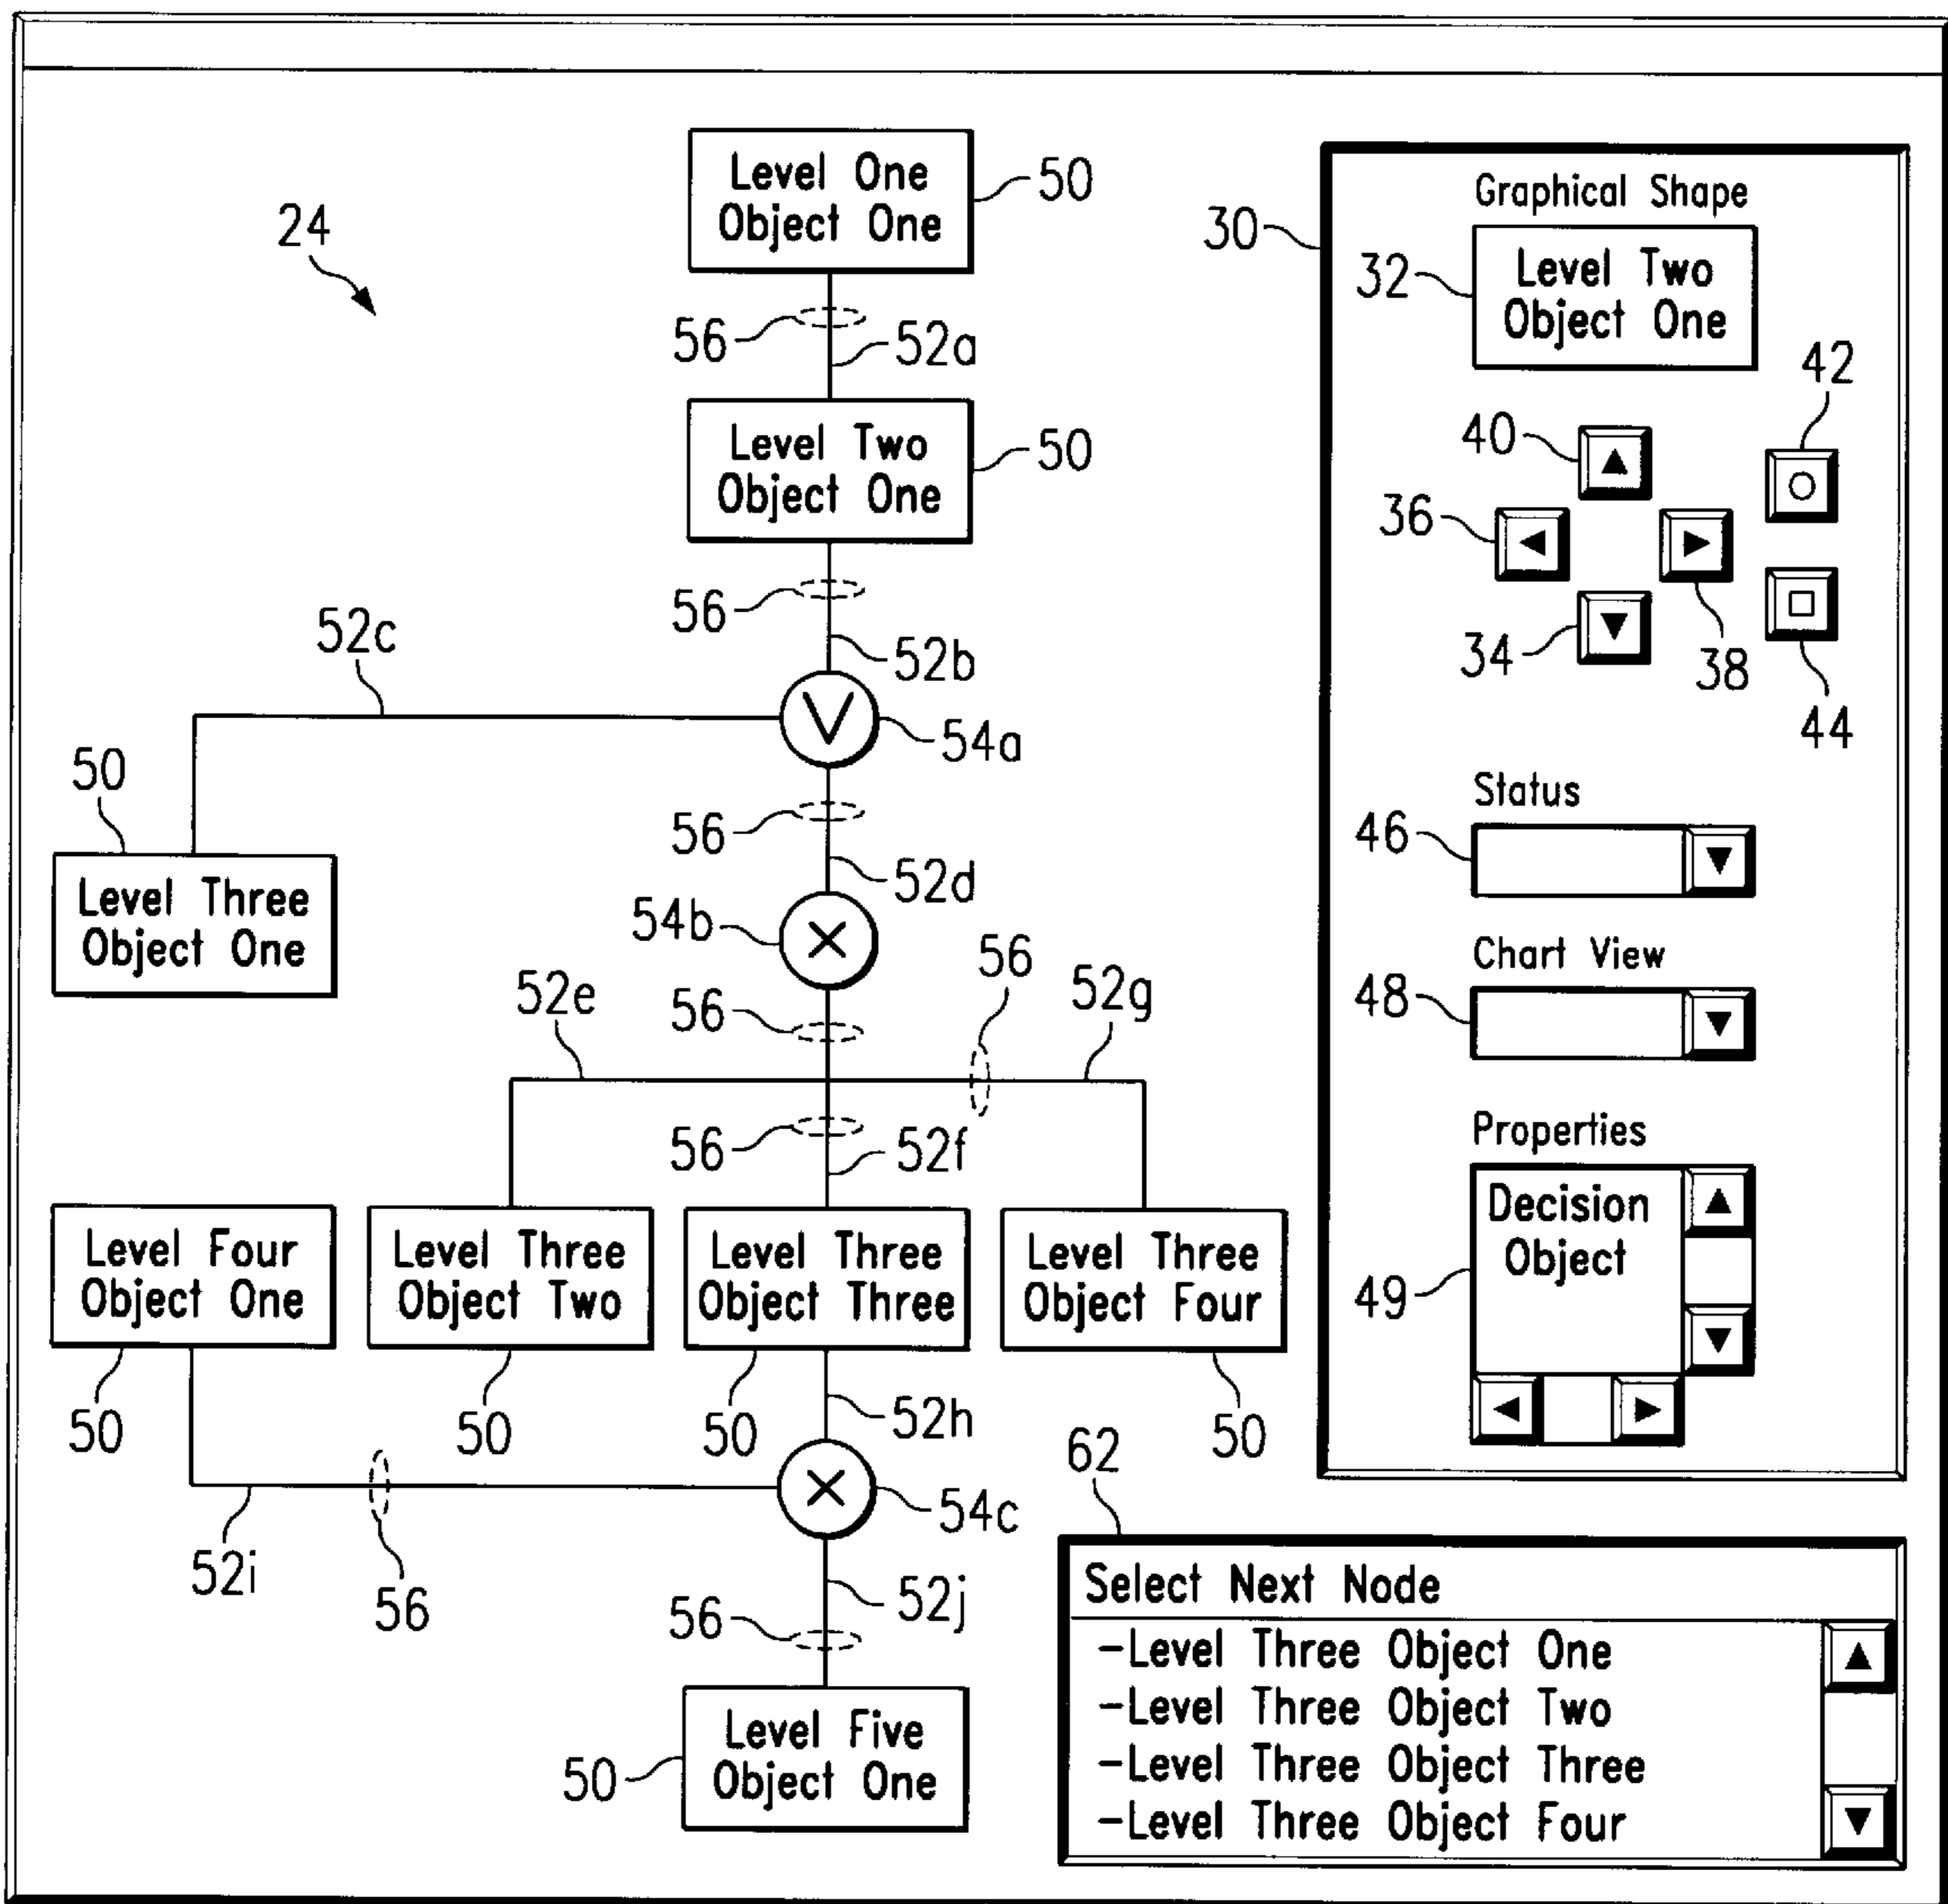 24
Level One
Object One
50
56
52a
Level Two
Object One
50
56
52b
52c
V
54a
50
Level Three
Object One
56
52d
54b
×
56
52e
56
52g
56
52f
Level Four
Object One
50
Level Three
Object Two
50
Level Three
Object Three
50
Level Three
Object Four
50
52h
×
54c
52i
56
52j
56
Level Five
Object One
50
30
Graphical Shape
32
Level Two
Object One
42
40
36
34
38
44
Status
46
Chart View
48
Properties
Decision
Object
49
62
Select Next Node
-Level Three Object One
-Level Three Object Two
-Level Three Object Three
-Level Three Object Four